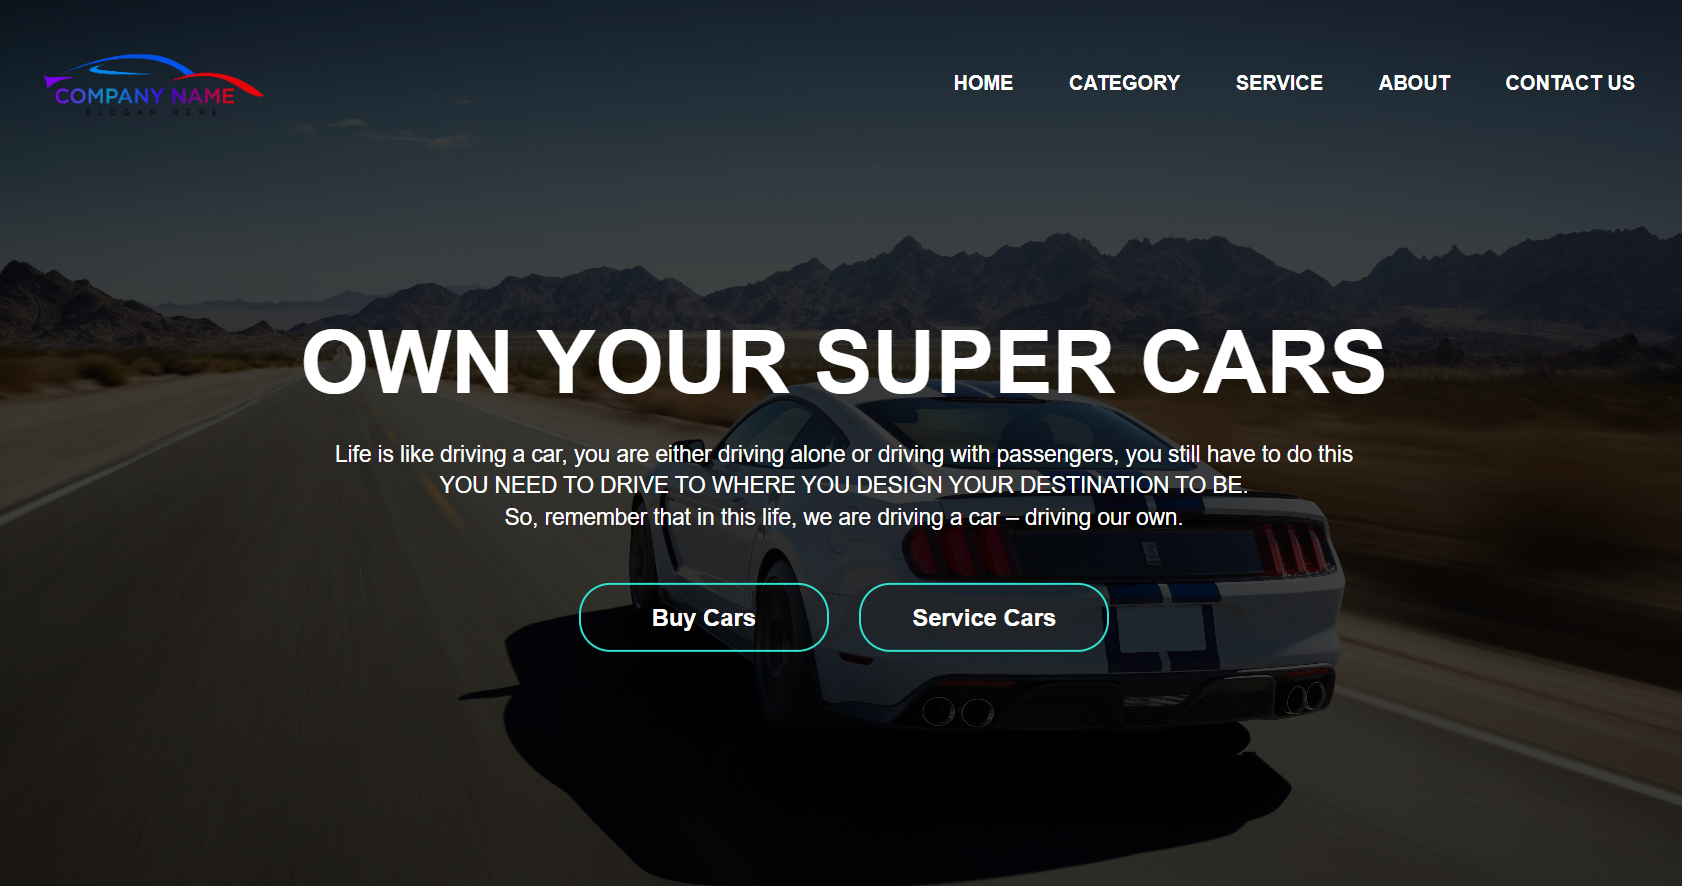 COMPANY NAME
SLOGAN HERE
HOME CATEGORY SERVICE ABOUT CONTACT US
OWN YOUR SUPER CARS
Life is like driving a car, you are either driving alone or driving with passengers, you still have to do this
YOU NEED TO DRIVE TO WHERE YOU DESIGN YOUR DESTINATION TO BE.
So, remember that in this life, we are driving a car – driving our own.
Buy Cars Service Cars